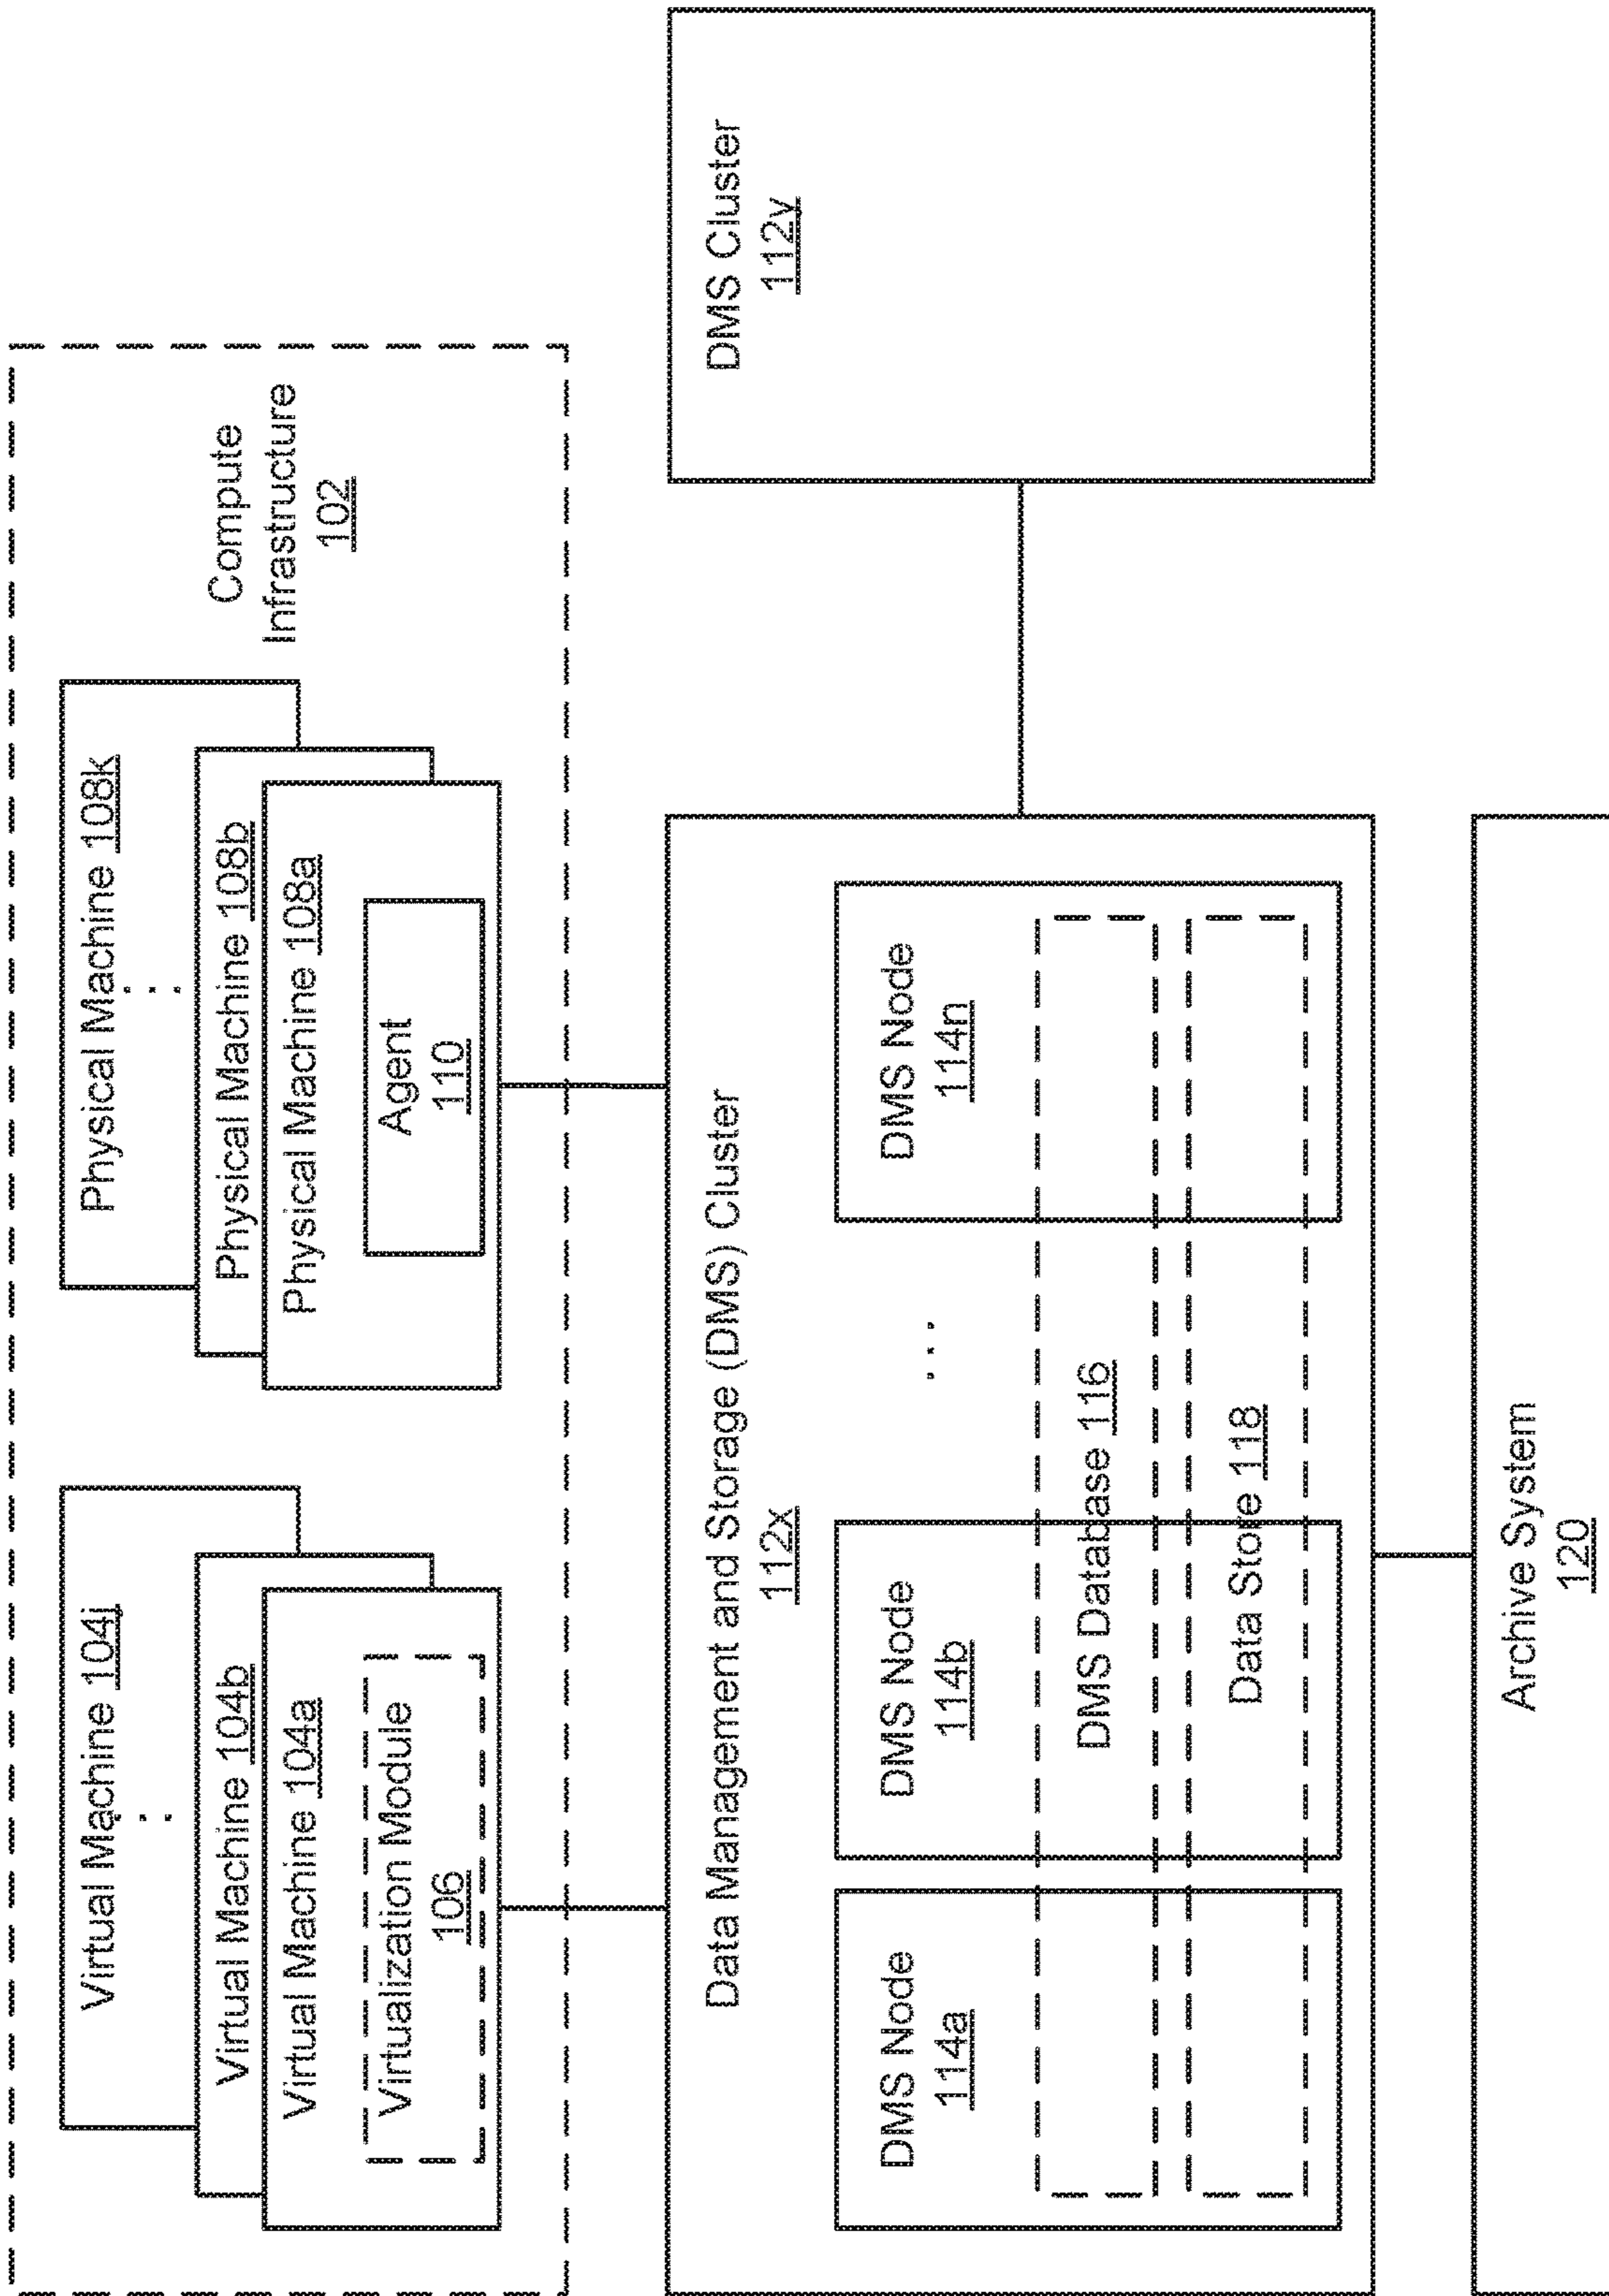 Compute
Infrastructure
102
Virtual Machine 104j
Virtual Machine 104b
Virtual Machine 104a
Virtualization Module
106
Physical Machine 108k
Physical Machine 108b
Physical Machine 108a
Agent
110
Data Management and Storage (DMS) Cluster
112x
DMS Node
114a
DMS Node
114b
...
DMS Node
114n
DMS Database 116
Data Store 118
DMS Cluster
112y
Archive System
120